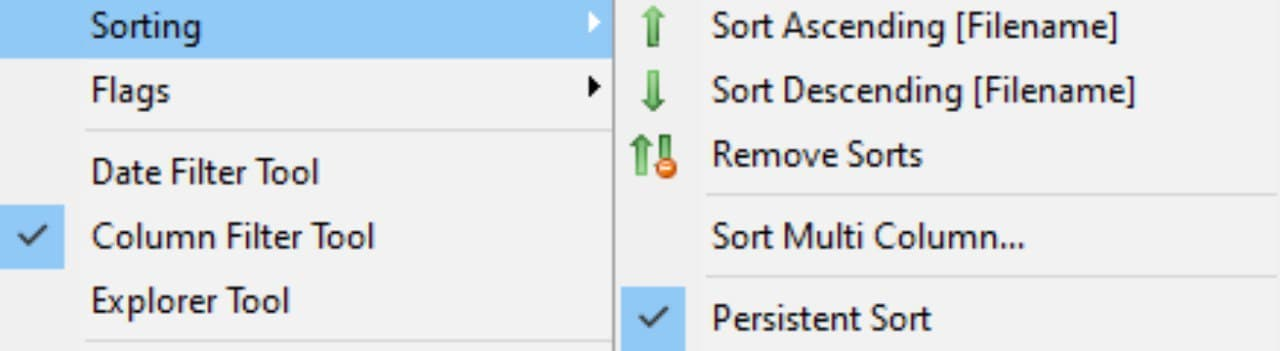 Sorting
Flags
Date Filter Tool
Column Filter Tool
Explorer Tool
Sort Ascending [Filename]
Sort Descending [Filename]
Remove Sorts
Sort Multi Column...
Persistent Sort